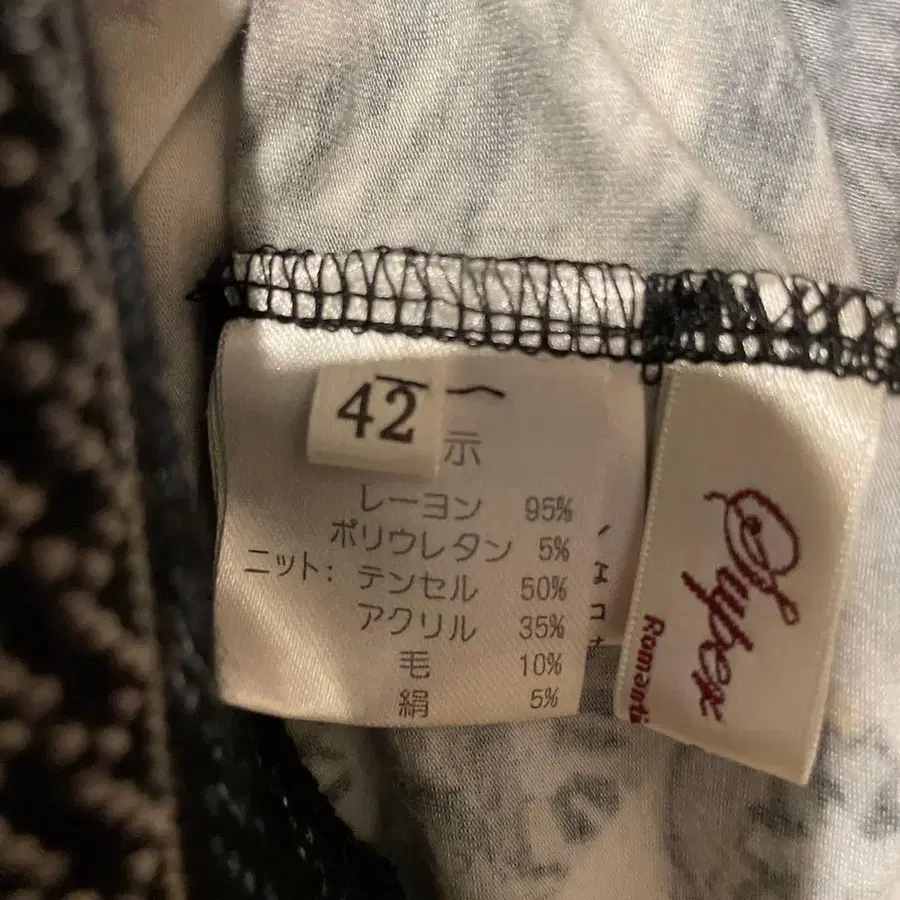 42
示
レーヨン 95%
ポリウレタン 5%
ニット: テンセル 50%
アクリル 35%
毛 10%
絹 5%
Super